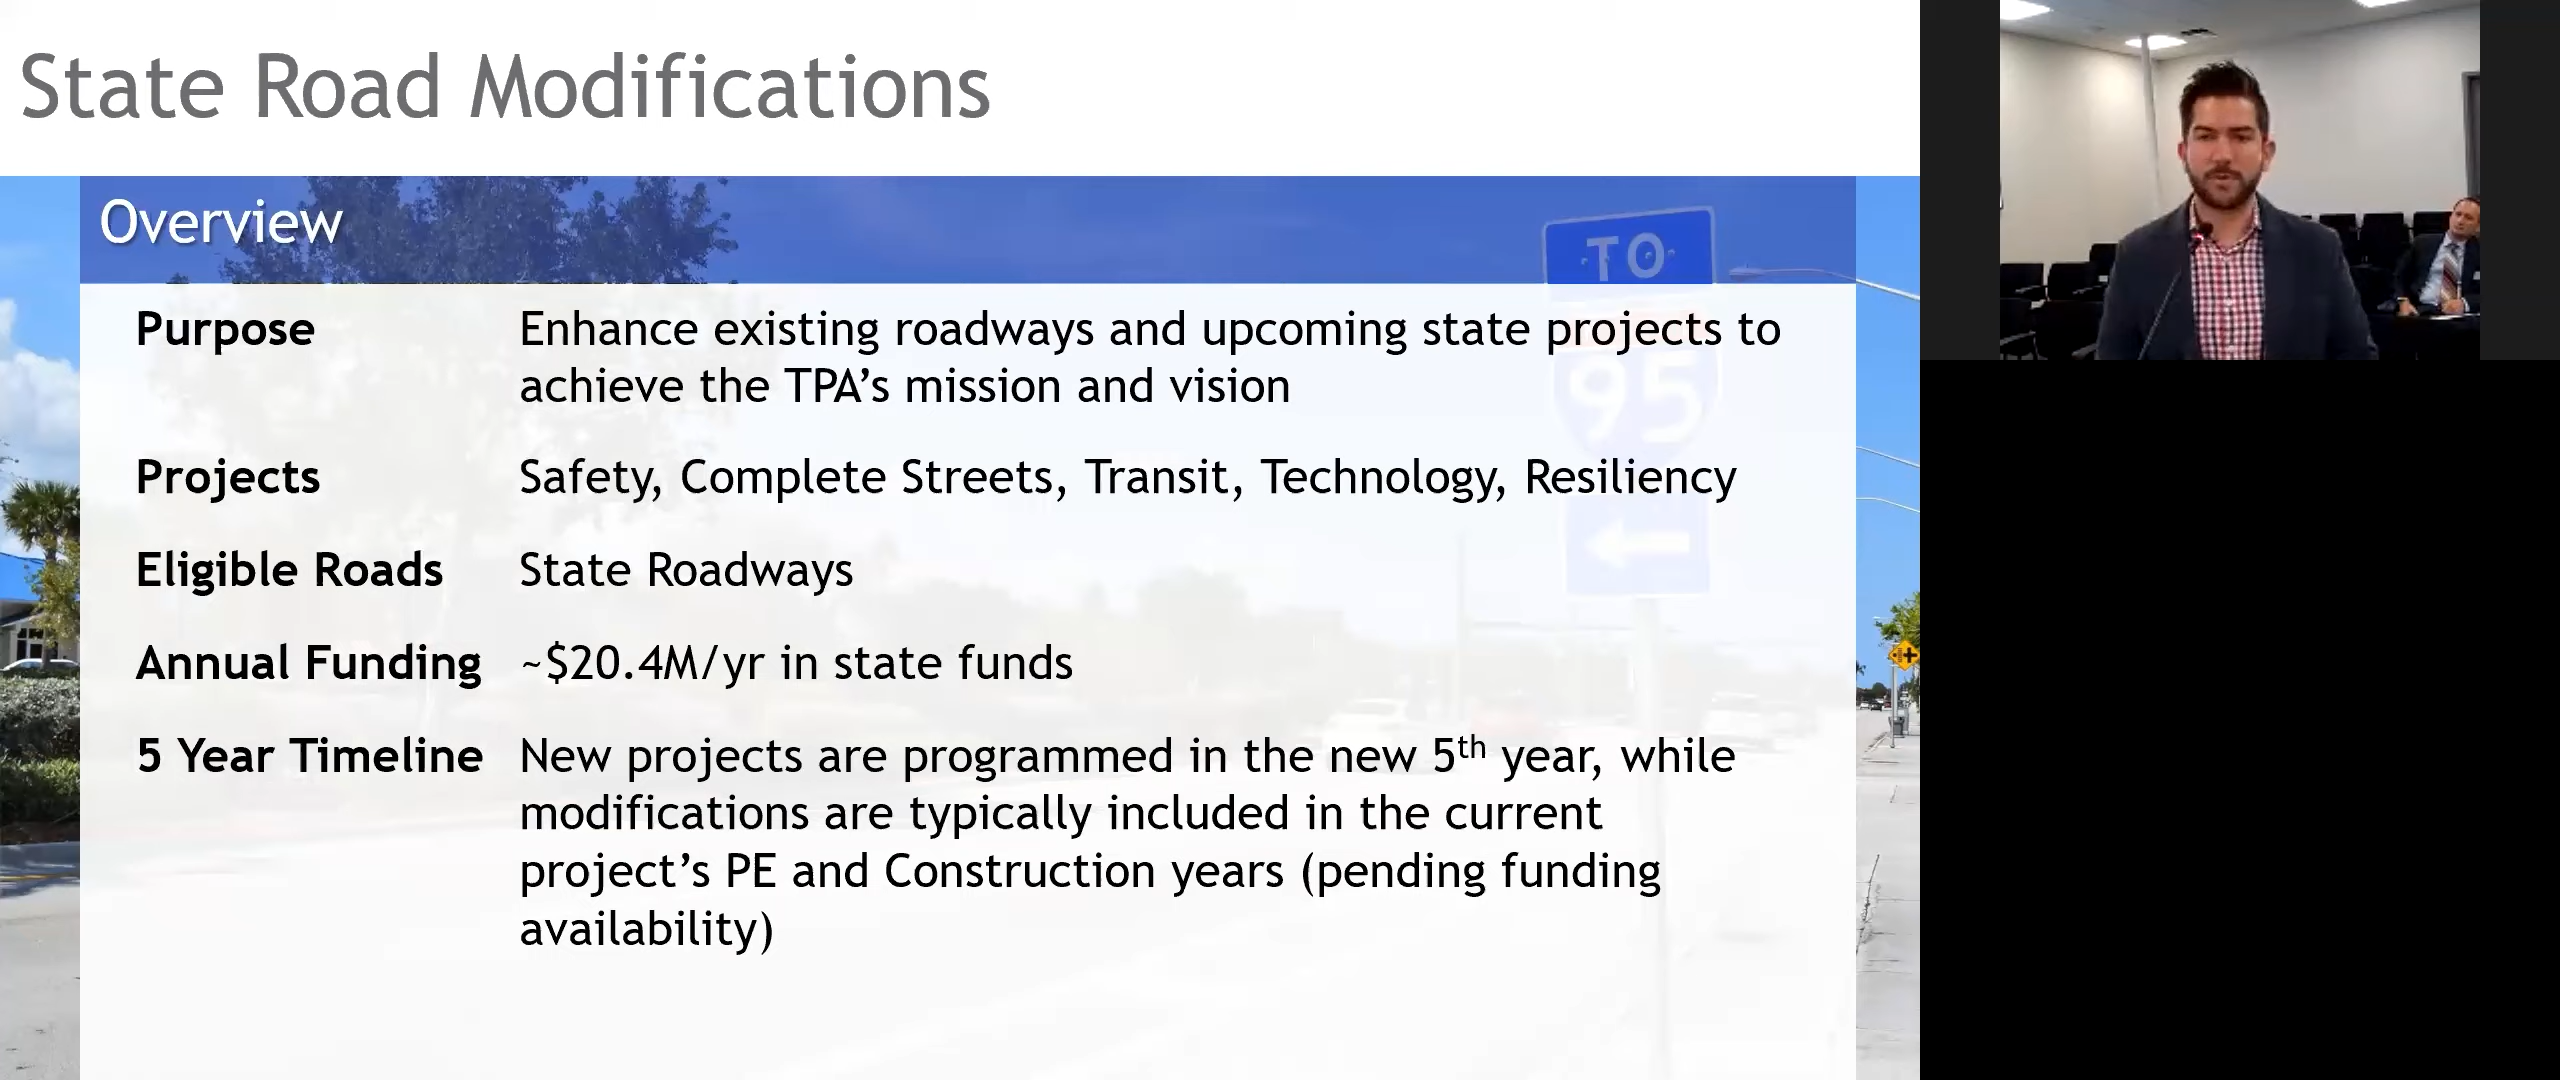 State Road Modifications
Overview
TO
95
Purpose
Enhance existing roadways and upcoming state projects to
achieve the TPA’s mission and vision
Projects
Safety, Complete Streets, Transit, Technology, Resiliency
Eligible Roads
State Roadways
Annual Funding
~$20.4M/yr in state funds
5 Year Timeline
New projects are programmed in the new 5th year, while
modifications are typically included in the current
project’s PE and Construction years (pending funding
availability)